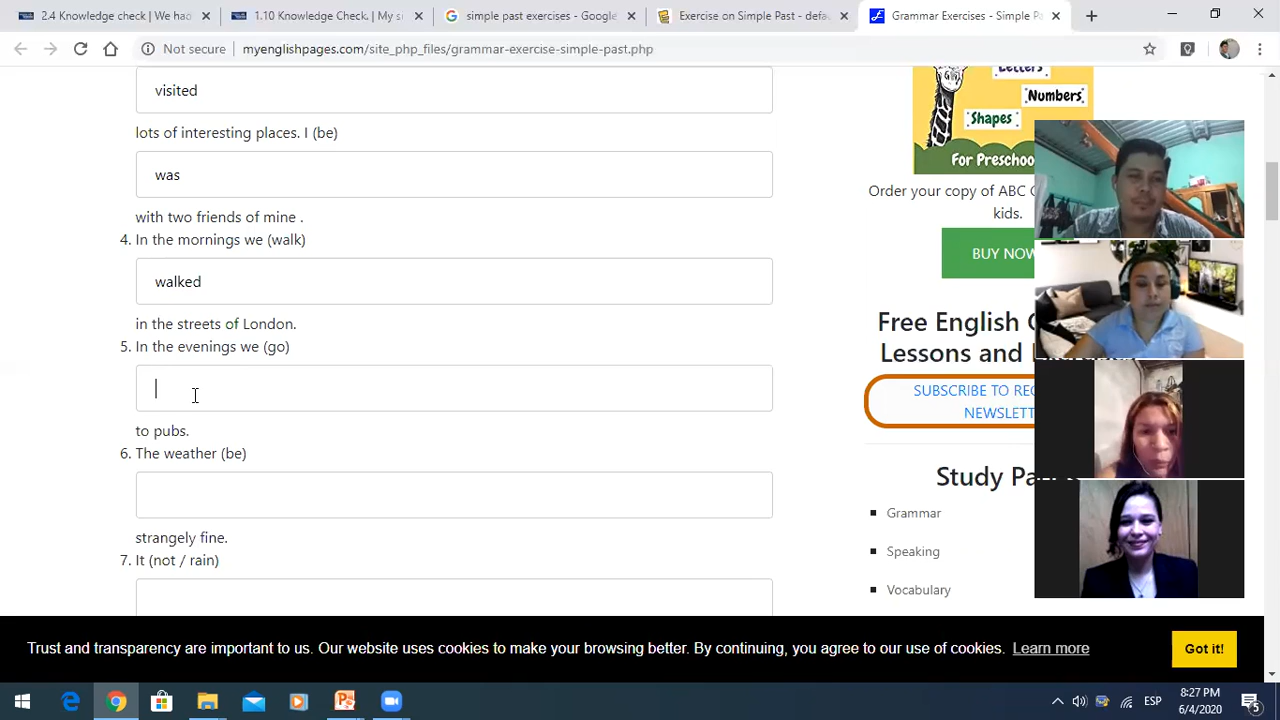 2.4 Knowledge check | We
1.10 Knowledge Check. | My
simple past exercises - Google
Exercise on Simple Past - defa
Grammar Exercises - Simple Pa
Not secure
myenglishpages.com/site_php_files/grammar-exercise-simple-past.php
visited
lots of interesting places. I (be)
was
with two friends of mine .
4. In the mornings we (walk)
walked
in the streets of London.
5. In the evenings we (go)
to pubs.
6. The weather (be)
strangely fine.
7. It (not / rain)
Letters
Numbers
Shapes
For Preschoo
Order your copy of ABC
kids.
BUY NOW
Free English
Lessons and
SUBSCRIBE TO REC
NEWSLETT
Study Pa
Grammar
Speaking
Vocabulary
Trust and transparency are important to us. Our website uses cookies to make your browsing better. By continuing, you agree to our use of cookies. Learn more
Got it!
ESP
8:27 PM
6/4/2020
5